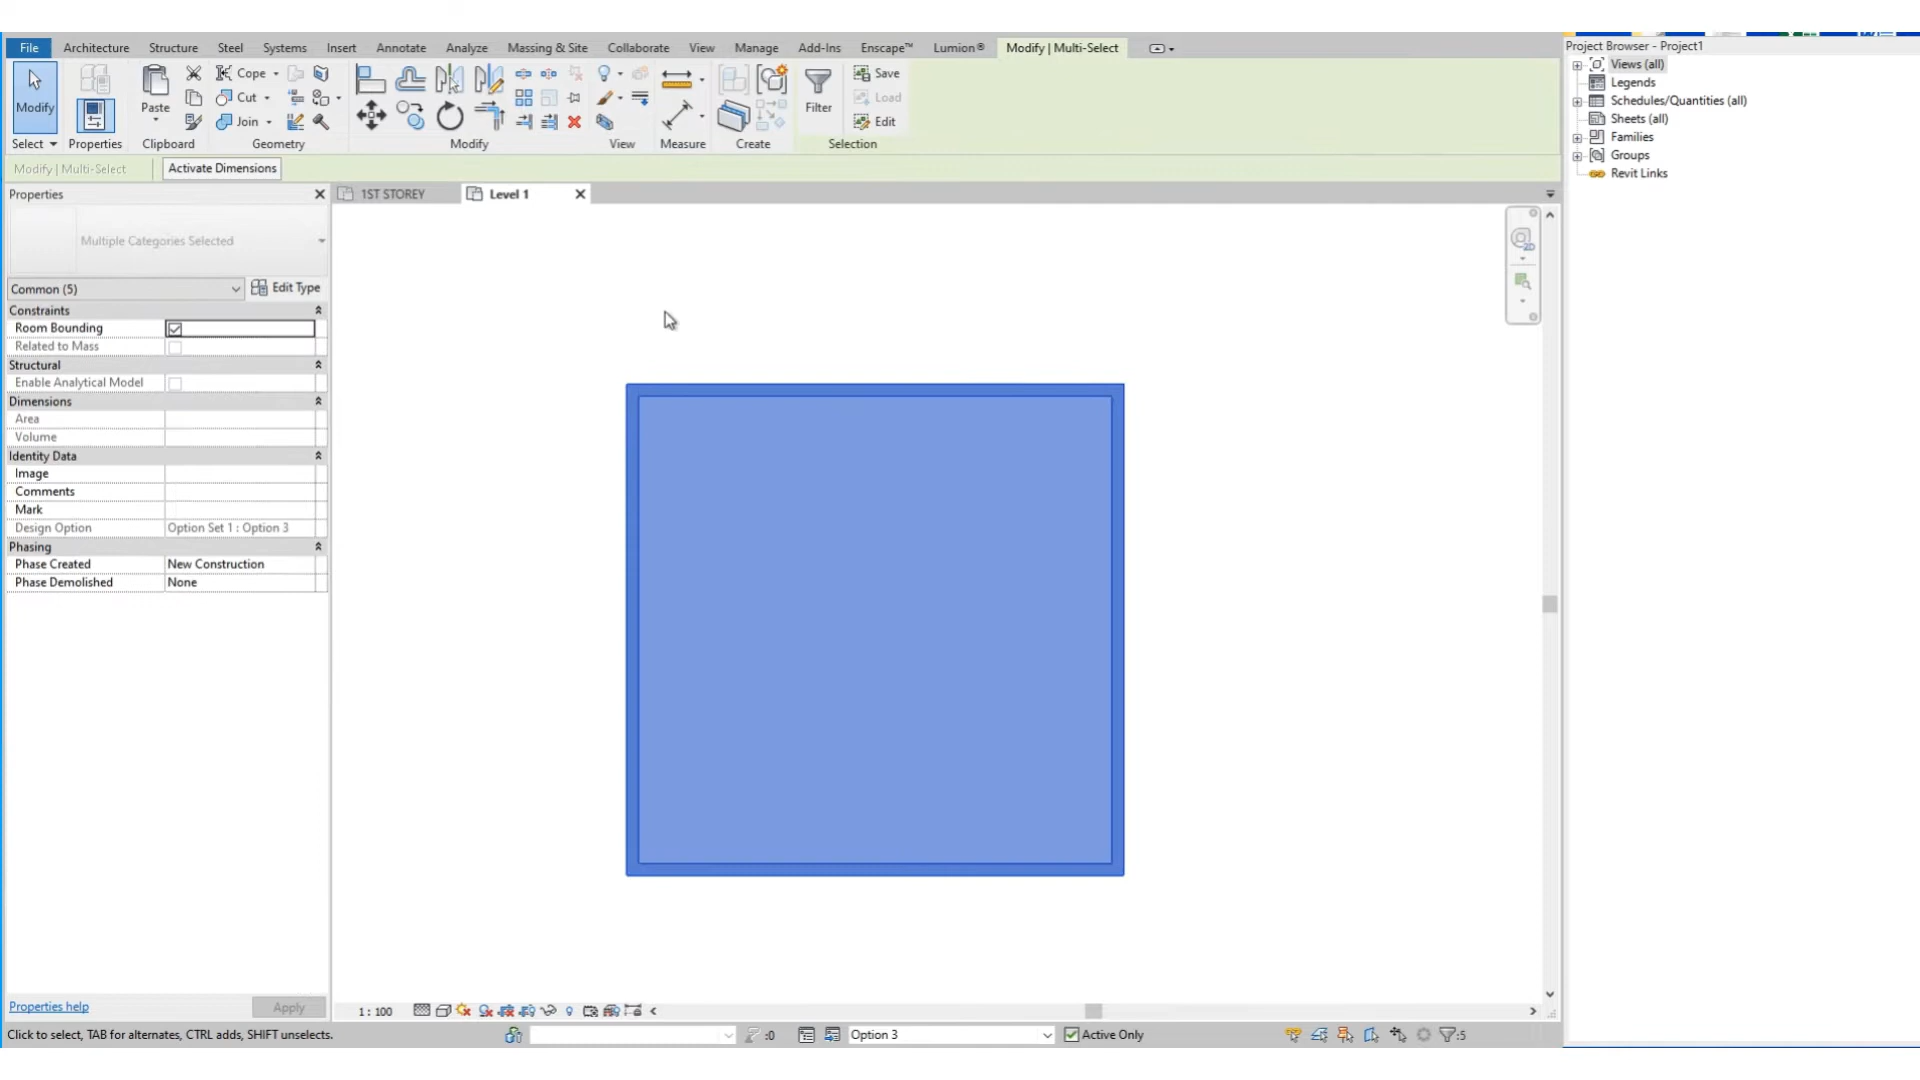 File Architecture Structure Steel Systems Insert Annotate Analyze Massing & Site Collaborate View Manage Add-Ins Enscape™ Lumion® Modify | Multi-Select
Modify Paste Cope Cut Join Filter Save Load Edit
Select Properties Clipboard Geometry Modify View Measure Create Selection
Modify | Multi-Select Activate Dimensions
Properties
1ST STOREY Level 1
Multiple Categories Selected
Common (5) Edit Type
Constraints
Room Bounding
Related to Mass
Structural
Enable Analytical Model
Dimensions
Area
Volume
Identity Data
Image
Comments
Mark
Design Option Option Set 1 : Option 3
Phasing
Phase Created New Construction
Phase Demolished None
Properties help Apply
1 : 100
Click to select, TAB for alternates, CTRL adds, SHIFT unselects.
:0 Option 3 Active Only :5
Project Browser - Project1
Views (all)
Legends
Schedules/Quantities (all)
Sheets (all)
Families
Groups
Revit Links
2D